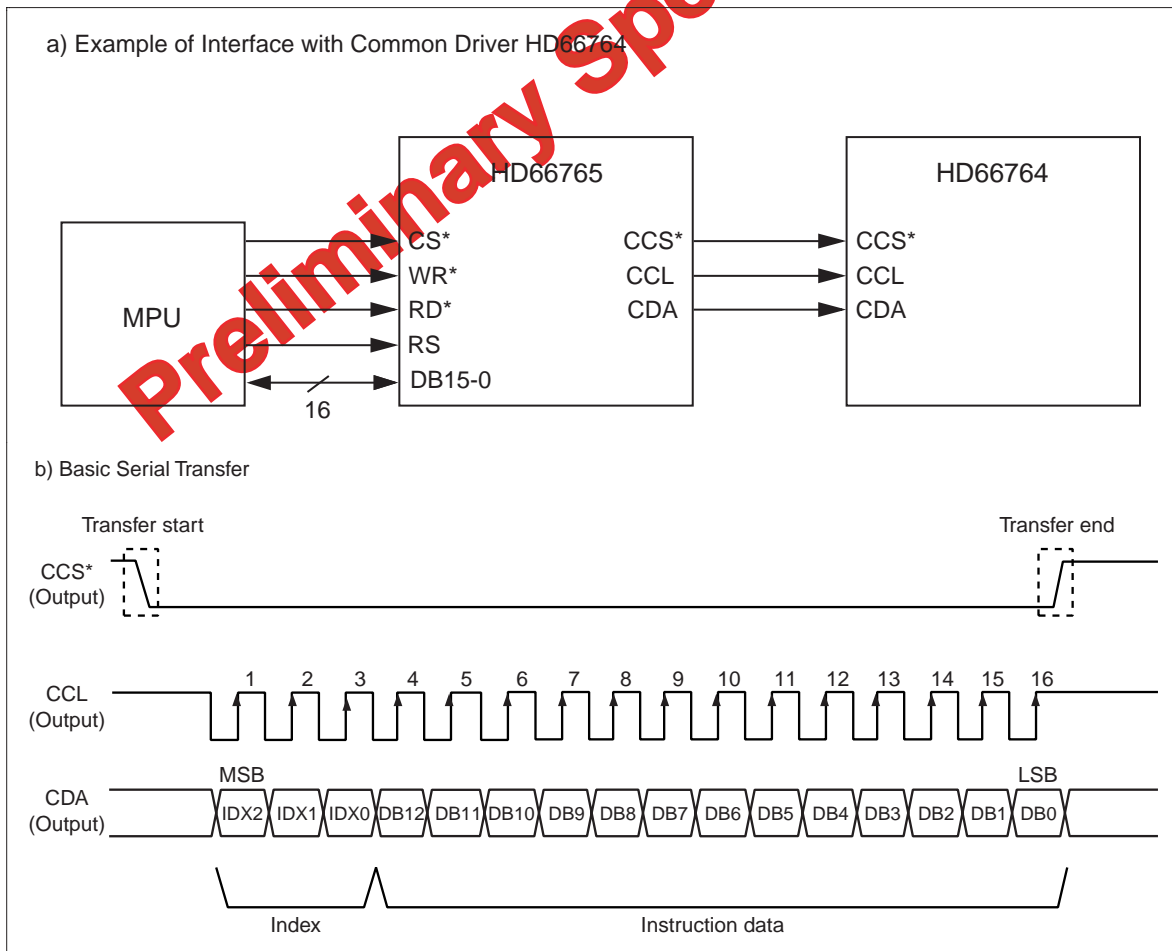 a) Example of Interface with Common Driver HD66764
Preliminary Spe
HD66765
HD66764
MPU
CS*
WR*
RD*
RS
DB15-0
16
CCS*
CCL
CDA
CCS*
CCL
CDA
b) Basic Serial Transfer
Transfer start
Transfer end
CCS*
(Output)
1 2 3 4 5 6 7 8 9 10 11 12 13 14 15 16
CCL
(Output)
MSB
LSB
CDA
(Output)
IDX2 IDX1 IDX0 DB12 DB11 DB10 DB9 DB8 DB7 DB6 DB5 DB4 DB3 DB2 DB1 DB0
Index
Instruction data